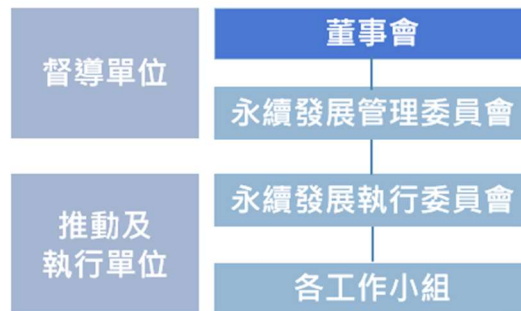 董事會
督導單位
永續發展管理委員會
永續發展執行委員會
推動及
執行單位
各工作小組